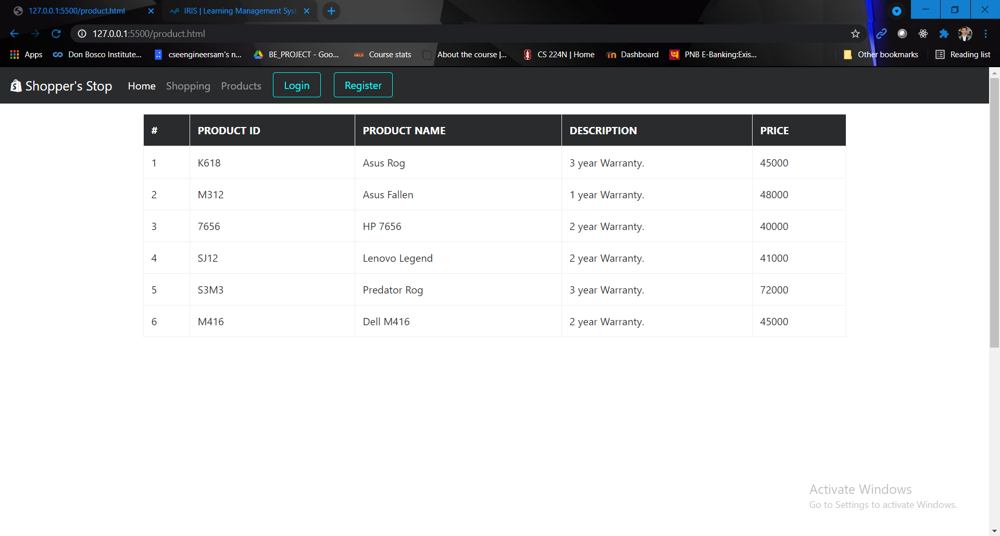 127.0.0.1:5500/product.html IRIS | Learning Management Syst
127.0.0.1:5500/product.html
Apps Don Bosco Institute... cseengineersam's n... BE_PROJECT - Goo... Course stats About the course |... CS 224N | Home Dashboard PNB E-Banking:Exis... Other bookmarks Reading list
Shopper's Stop Home Shopping Products Login Register
# PRODUCT ID PRODUCT NAME DESCRIPTION PRICE
1 K618 Asus Rog 3 year Warranty. 45000
2 M312 Asus Fallen 1 year Warranty. 48000
3 7656 HP 7656 2 year Warranty. 40000
4 SJ12 Lenovo Legend 2 year Warranty. 41000
5 S3M3 Predator Rog 3 year Warranty. 72000
6 M416 Dell M416 2 year Warranty. 45000
Activate Windows
Go to Settings to activate Windows.